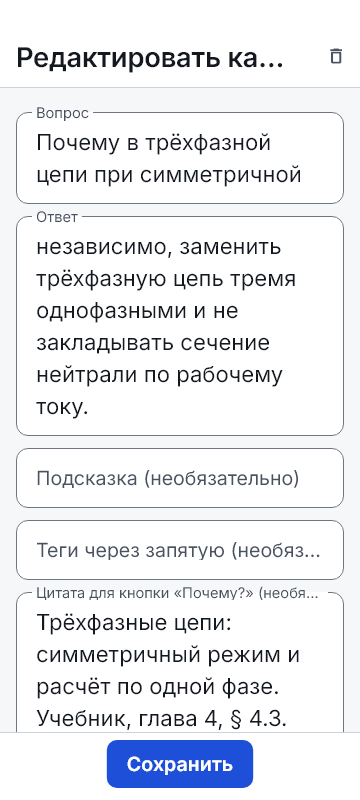 Редактировать ка...
Вопрос
Почему в трёхфазной
цепи при симметричной
Ответ
независимо, заменить
трёхфазную цепь тремя
однофазными и не
закладывать сечение
нейтрали по рабочему
току.
Подсказка (необязательно)
Теги через запятую (необяз...
Цитата для кнопки «Почему?» (необя...
Трёхфазные цепи:
симметричный режим и
расчёт по одной фазе.
Учебник, глава 4, § 4.3.
Сохранить